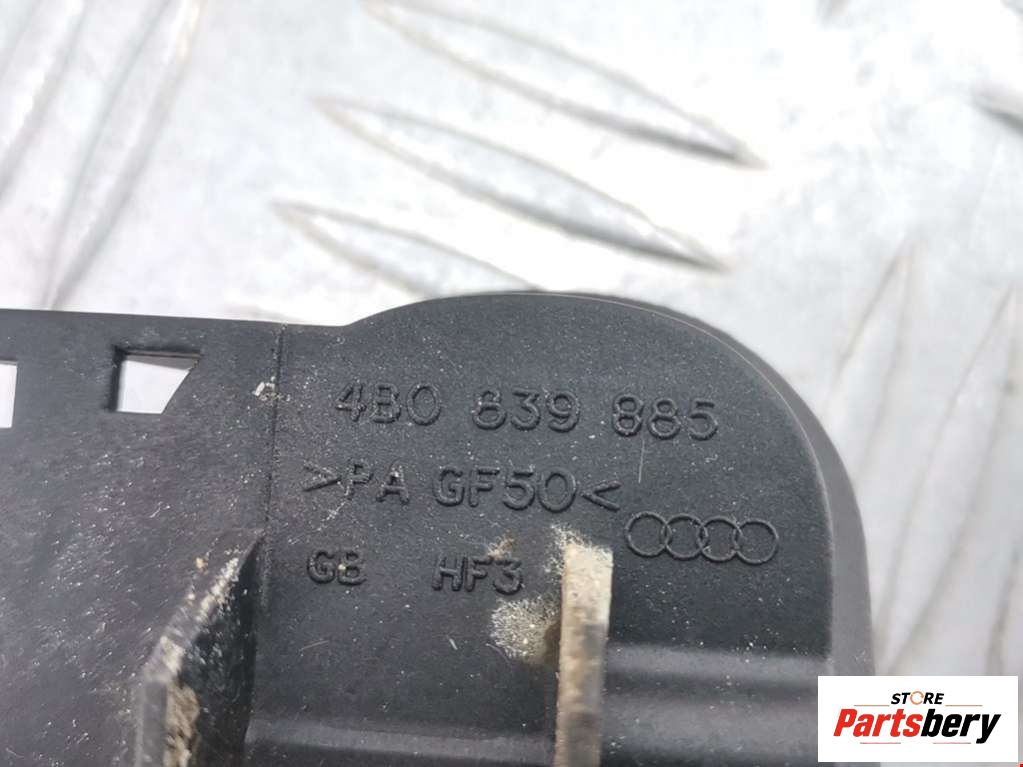 4B0 839 885
>PA GF50<
GB HF3
STORE
Partsbery